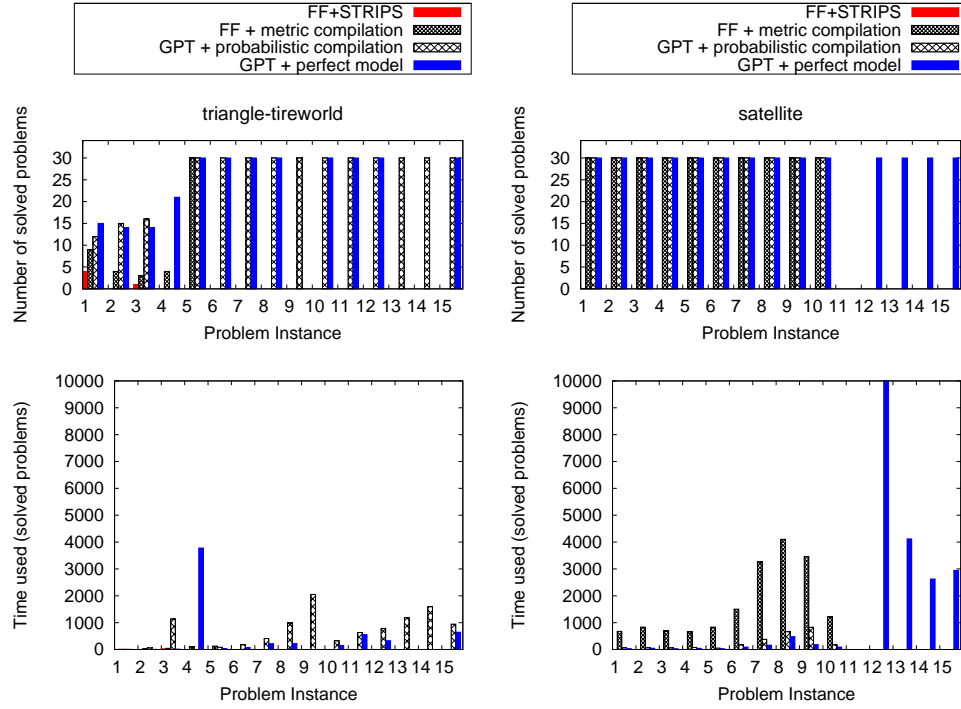 FF+STRIPS
FF + metric compilation
GPT + probabilistic compilation
GPT + perfect model
triangle-tireworld
Number of solved problems
30
25
20
15
10
5
0
1 2 3 4 5 6 7 8 9 10 11 12 13 14 15
Problem Instance
FF+STRIPS
FF + metric compilation
GPT + probabilistic compilation
GPT + perfect model
satellite
Number of solved problems
30
25
20
15
10
5
0
1 2 3 4 5 6 7 8 9 10 11 12 13 14 15
Problem Instance
Time used (solved problems)
10000
9000
8000
7000
6000
5000
4000
3000
2000
1000
0
1 2 3 4 5 6 7 8 9 10 11 12 13 14 15
Problem Instance
Time used (solved problems)
10000
9000
8000
7000
6000
5000
4000
3000
2000
1000
0
1 2 3 4 5 6 7 8 9 10 11 12 13 14 15
Problem Instance